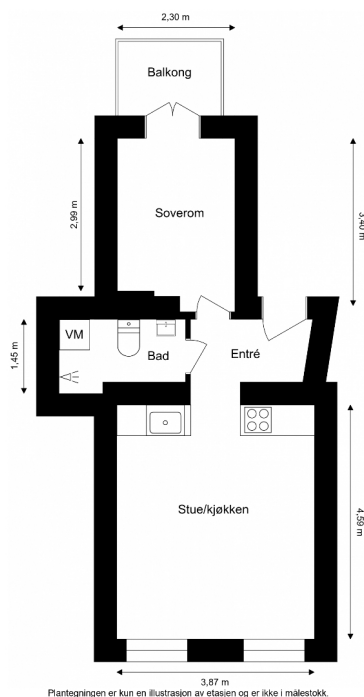 2,30 m
Balkong
2,99 m
Soverom
3,40 m
1,45 m
VM
Bad
Entré
Stue/kjøkken
4,59 m
3,87 m
Plantegningen er kun en illustrasjon av etasjen og er ikke i målestokk.